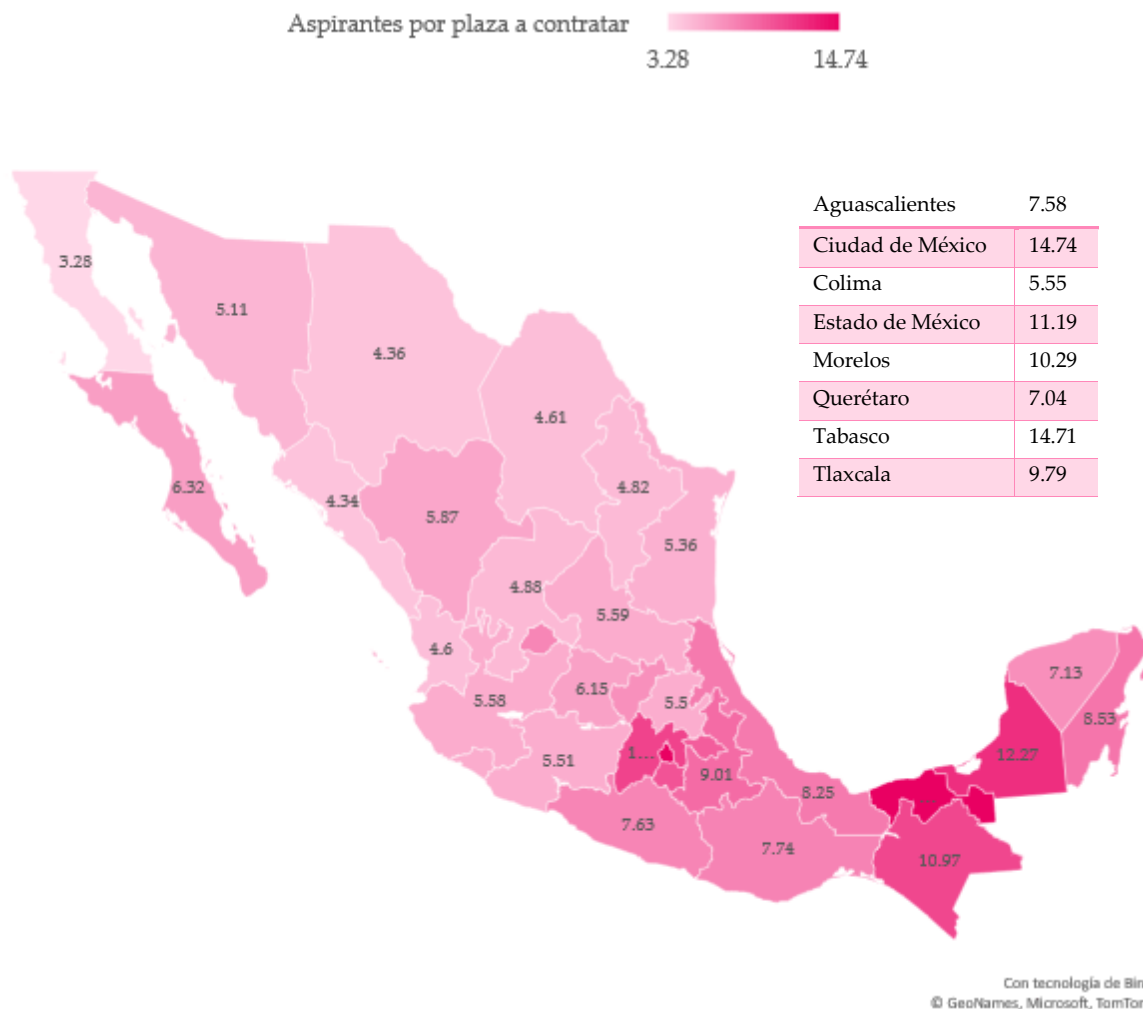 Aspirantes por plaza a contratar
3.28 14.74
Aguascalientes 7.58
Ciudad de México 14.74
Colima 5.55
Estado de México 11.19
Morelos 10.29
Querétaro 7.04
Tabasco 14.71
Tlaxcala 9.79
3.28
5.11
4.36
4.61
6.32
4.34
5.87
4.82
5.36
4.88
5.59
4.6
5.58
6.15
5.5
7.13
8.53
5.51
1...
9.01
12.27
8.25
...
7.63
7.74
10.97
Con tecnología de Bin
© GeoNames, Microsoft, TomTom